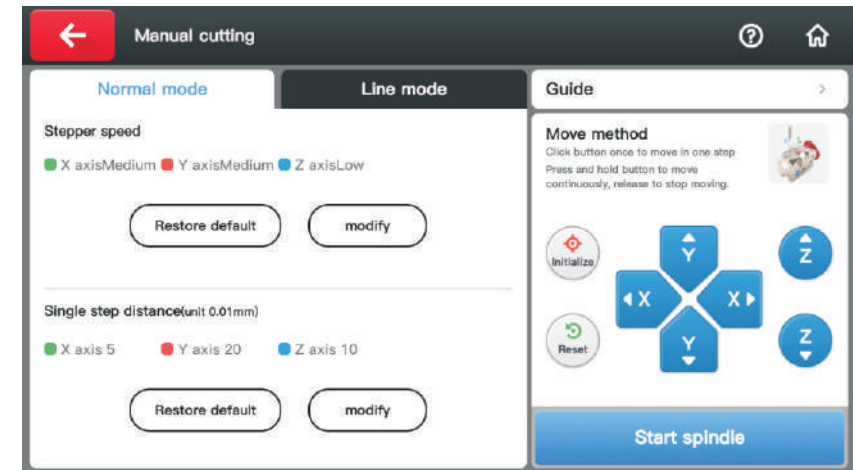 Manual cutting
Normal mode
Line mode
Stepper speed
X axisMedium Y axisMedium Z axisLow
Restore default
modify
Single step distance(unit 0.01mm)
X axis 5 Y axis 20 Z axis 10
Restore default
modify
Guide
Move method
Click button once to move in one step
Press and hold button to move
continuously, release to stop moving.
Initialize
Y
Z
X
X
Reset
Y
Z
Start spindle